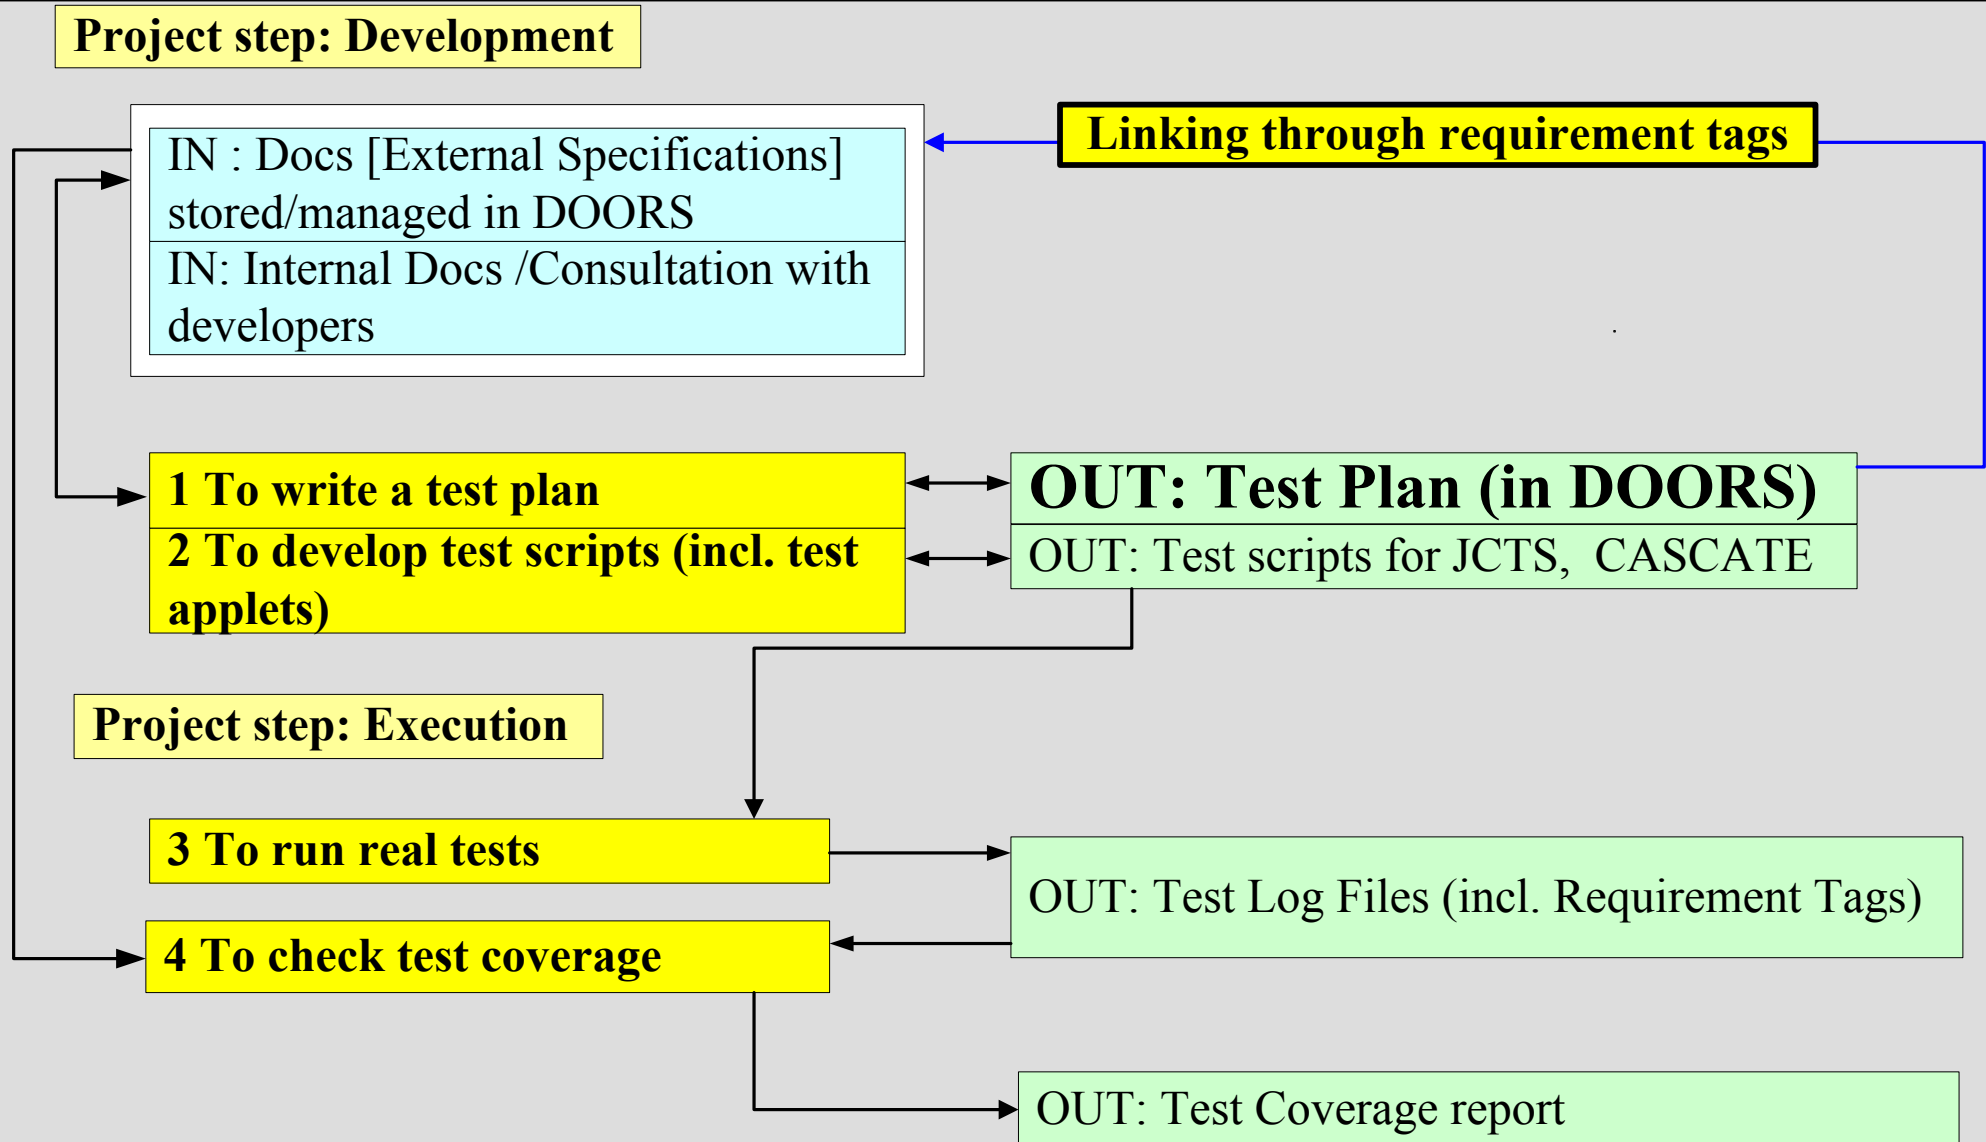 Project step: Development
Linking through requirement tags
IN : Docs [External Specifications]
stored/managed in DOORS
IN: Internal Docs /Consultation with
developers
1 To write a test plan
OUT: Test Plan (in DOORS)
2 To develop test scripts (incl. test
applets)
OUT: Test scripts for JCTS,  CASCATE
Project step: Execution
3 To run real tests
OUT: Test Log Files (incl. Requirement Tags)
4 To check test coverage
OUT: Test Coverage report